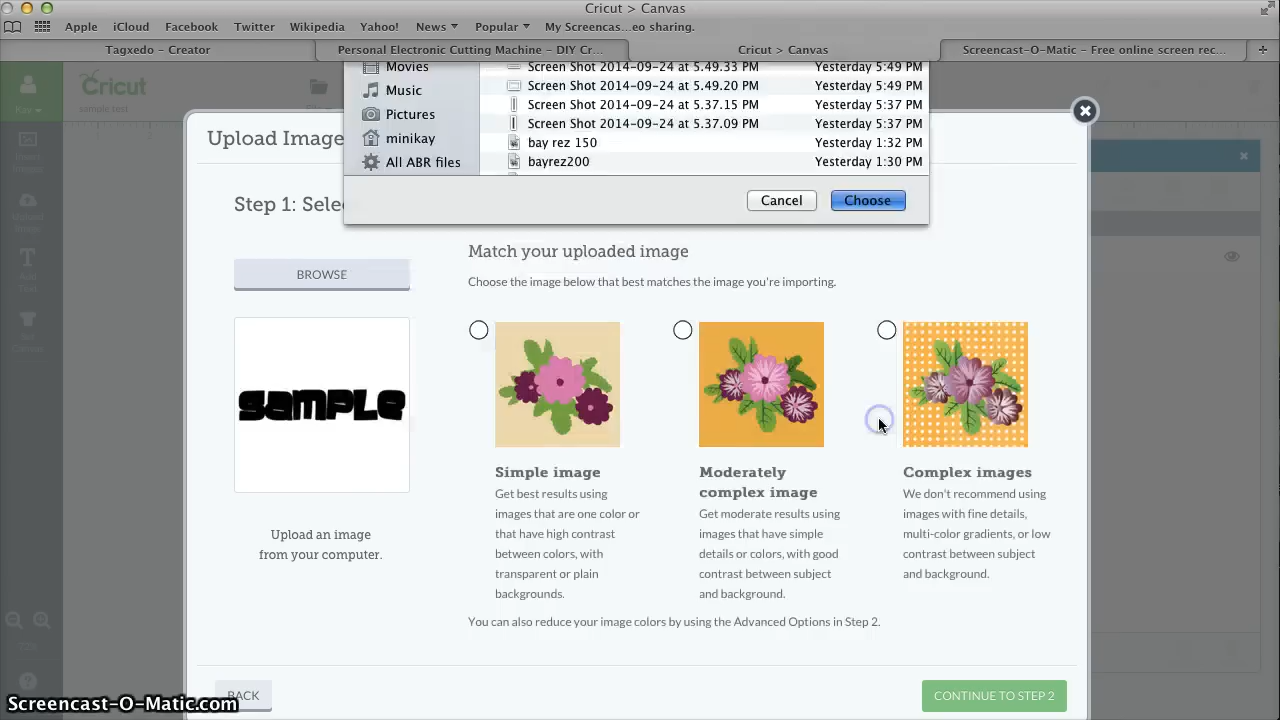 Cricut > Canvas
Apple iCloud Facebook Twitter Wikipedia Yahoo! News Popular My Screencas...eo sharing.
Tagxedo - Creator Personal Electronic Cutting Machine - DIY Cr... Cricut > Canvas Screencast-O-Matic - Free online screen rec... +
Movies
Music
Pictures
minikay
All ABR files
Screen Shot 2014-09-24 at 5.49.33 PM Yesterday 5:49 PM
Screen Shot 2014-09-24 at 5.49.20 PM Yesterday 5:49 PM
Screen Shot 2014-09-24 at 5.37.15 PM Yesterday 5:37 PM
Screen Shot 2014-09-24 at 5.37.09 PM Yesterday 5:37 PM
bay rez 150 Yesterday 1:32 PM
bayrez200 Yesterday 1:30 PM
Cancel Choose
Kay
Cricut
sample text
Insert Images
Upload Image
Add Text
Set Canvas
Upload Image
Step 1: Sele
BROWSE
SAMPLE
Upload an image
from your computer.
Match your uploaded image
Choose the image below that best matches the image you're importing.
Simple image
Get best results using
images that are one color or
that have high contrast
between colors, with
transparent or plain
backgrounds.
Moderately
complex image
Get moderate results using
images that have simple
details or colors, with good
contrast between subject
and background.
Complex images
We don't recommend using
images with fine details,
multi-color gradients, or low
contrast between subject
and background.
You can also reduce your image colors by using the Advanced Options in Step 2.
BACK CONTINUE TO STEP 2
Screencast-O-Matic.com